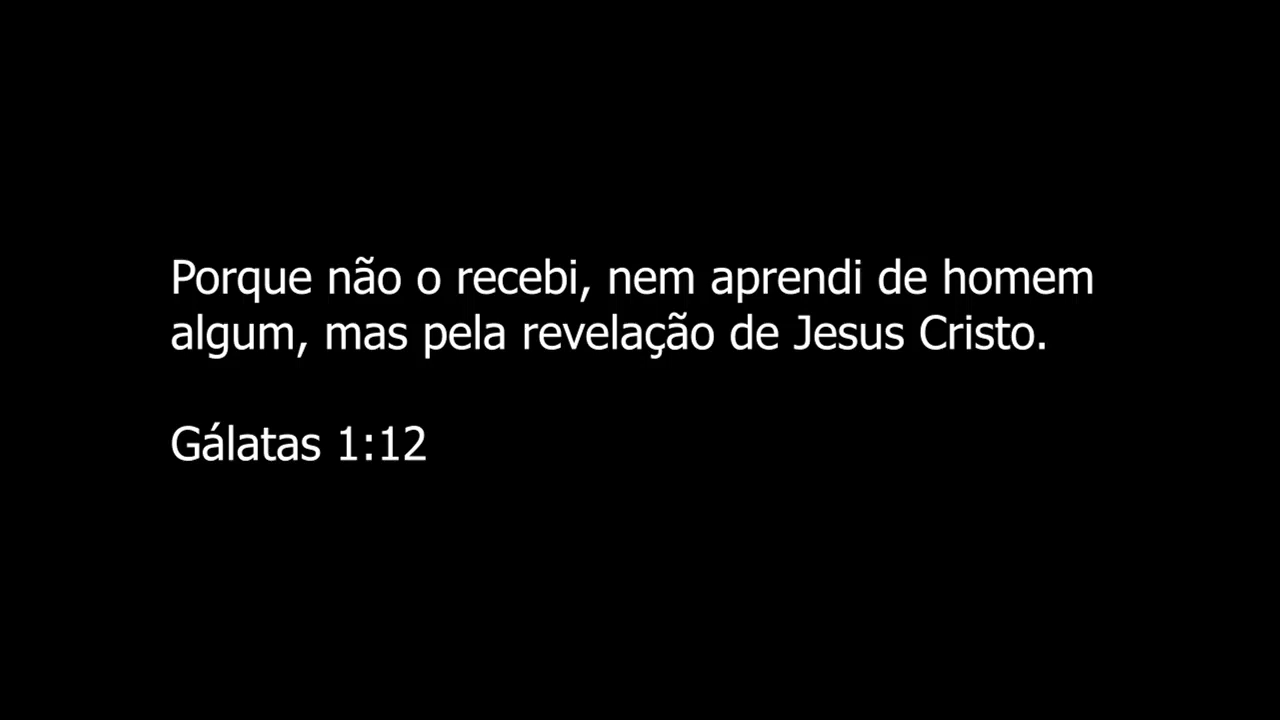 Porque não o recebi, nem aprendi de homem
algum, mas pela revelação de Jesus Cristo.
Gálatas 1:12